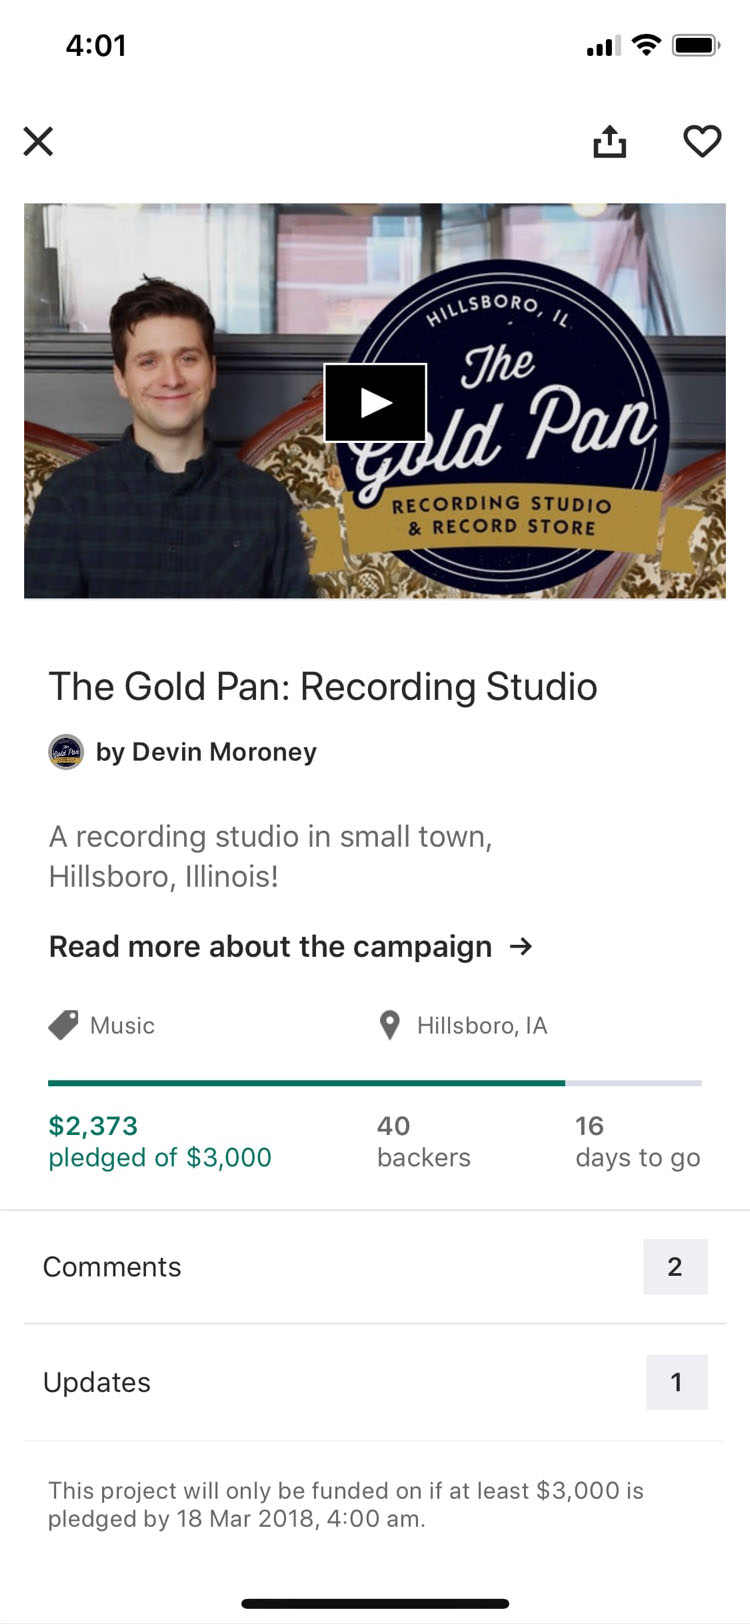 4:01
HILLSBORO, IL
The
Gold Pan
RECORDING STUDIO
& RECORD STORE
The Gold Pan: Recording Studio
by Devin Moroney
A recording studio in small town,
Hillsboro, Illinois!
Read more about the campaign →
Music
Hillsboro, IA
$2,373
pledged of $3,000
40
backers
16
days to go
Comments
2
Updates
1
This project will only be funded on if at least $3,000 is
pledged by 18 Mar 2018, 4:00 am.